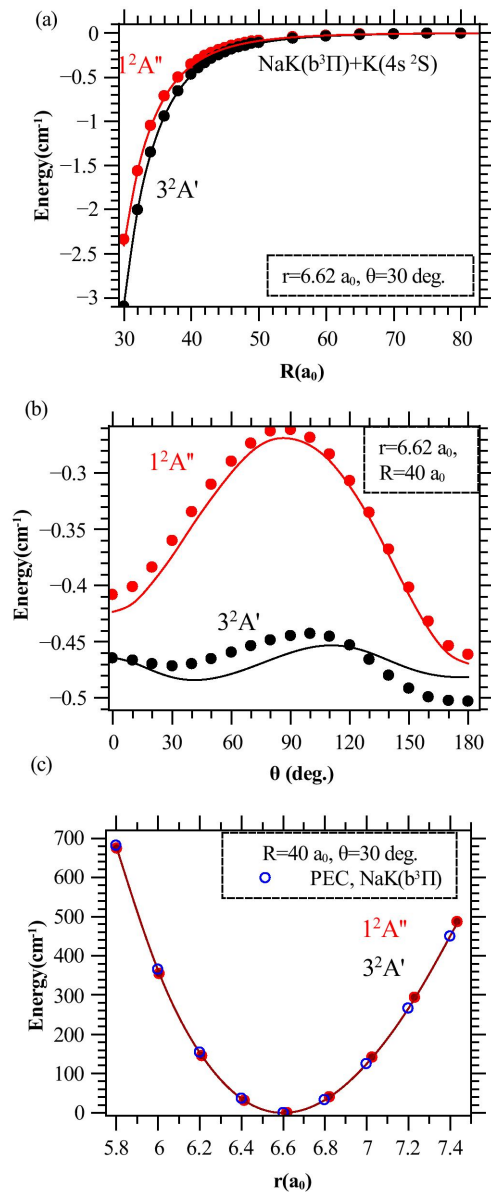 (a)
0
−0.5
−1
−1.5
−2
−2.5
−3
Energy(cm⁻¹)
1²A"
NaK(b³Π)+K(4s ²S)
3²A'
r=6.62 a₀, θ=30 deg.
30 40 50 60 70 80
R(a₀)
(b)
−0.3
−0.35
−0.4
−0.45
−0.5
Energy(cm⁻¹)
1²A"
r=6.62 a₀,
R=40 a₀
3²A'
0 30 60 90 120 150 180
θ (deg.)
(c)
700
600
500
400
300
200
100
0
Energy(cm⁻¹)
R=40 a₀, θ=30 deg.
PEC, NaK(b³Π)
1²A"
3²A'
5.8 6 6.2 6.4 6.6 6.8 7 7.2 7.4
r(a₀)